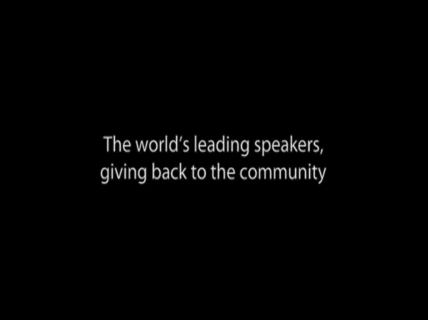 The world's leading speakers,
giving back to the community